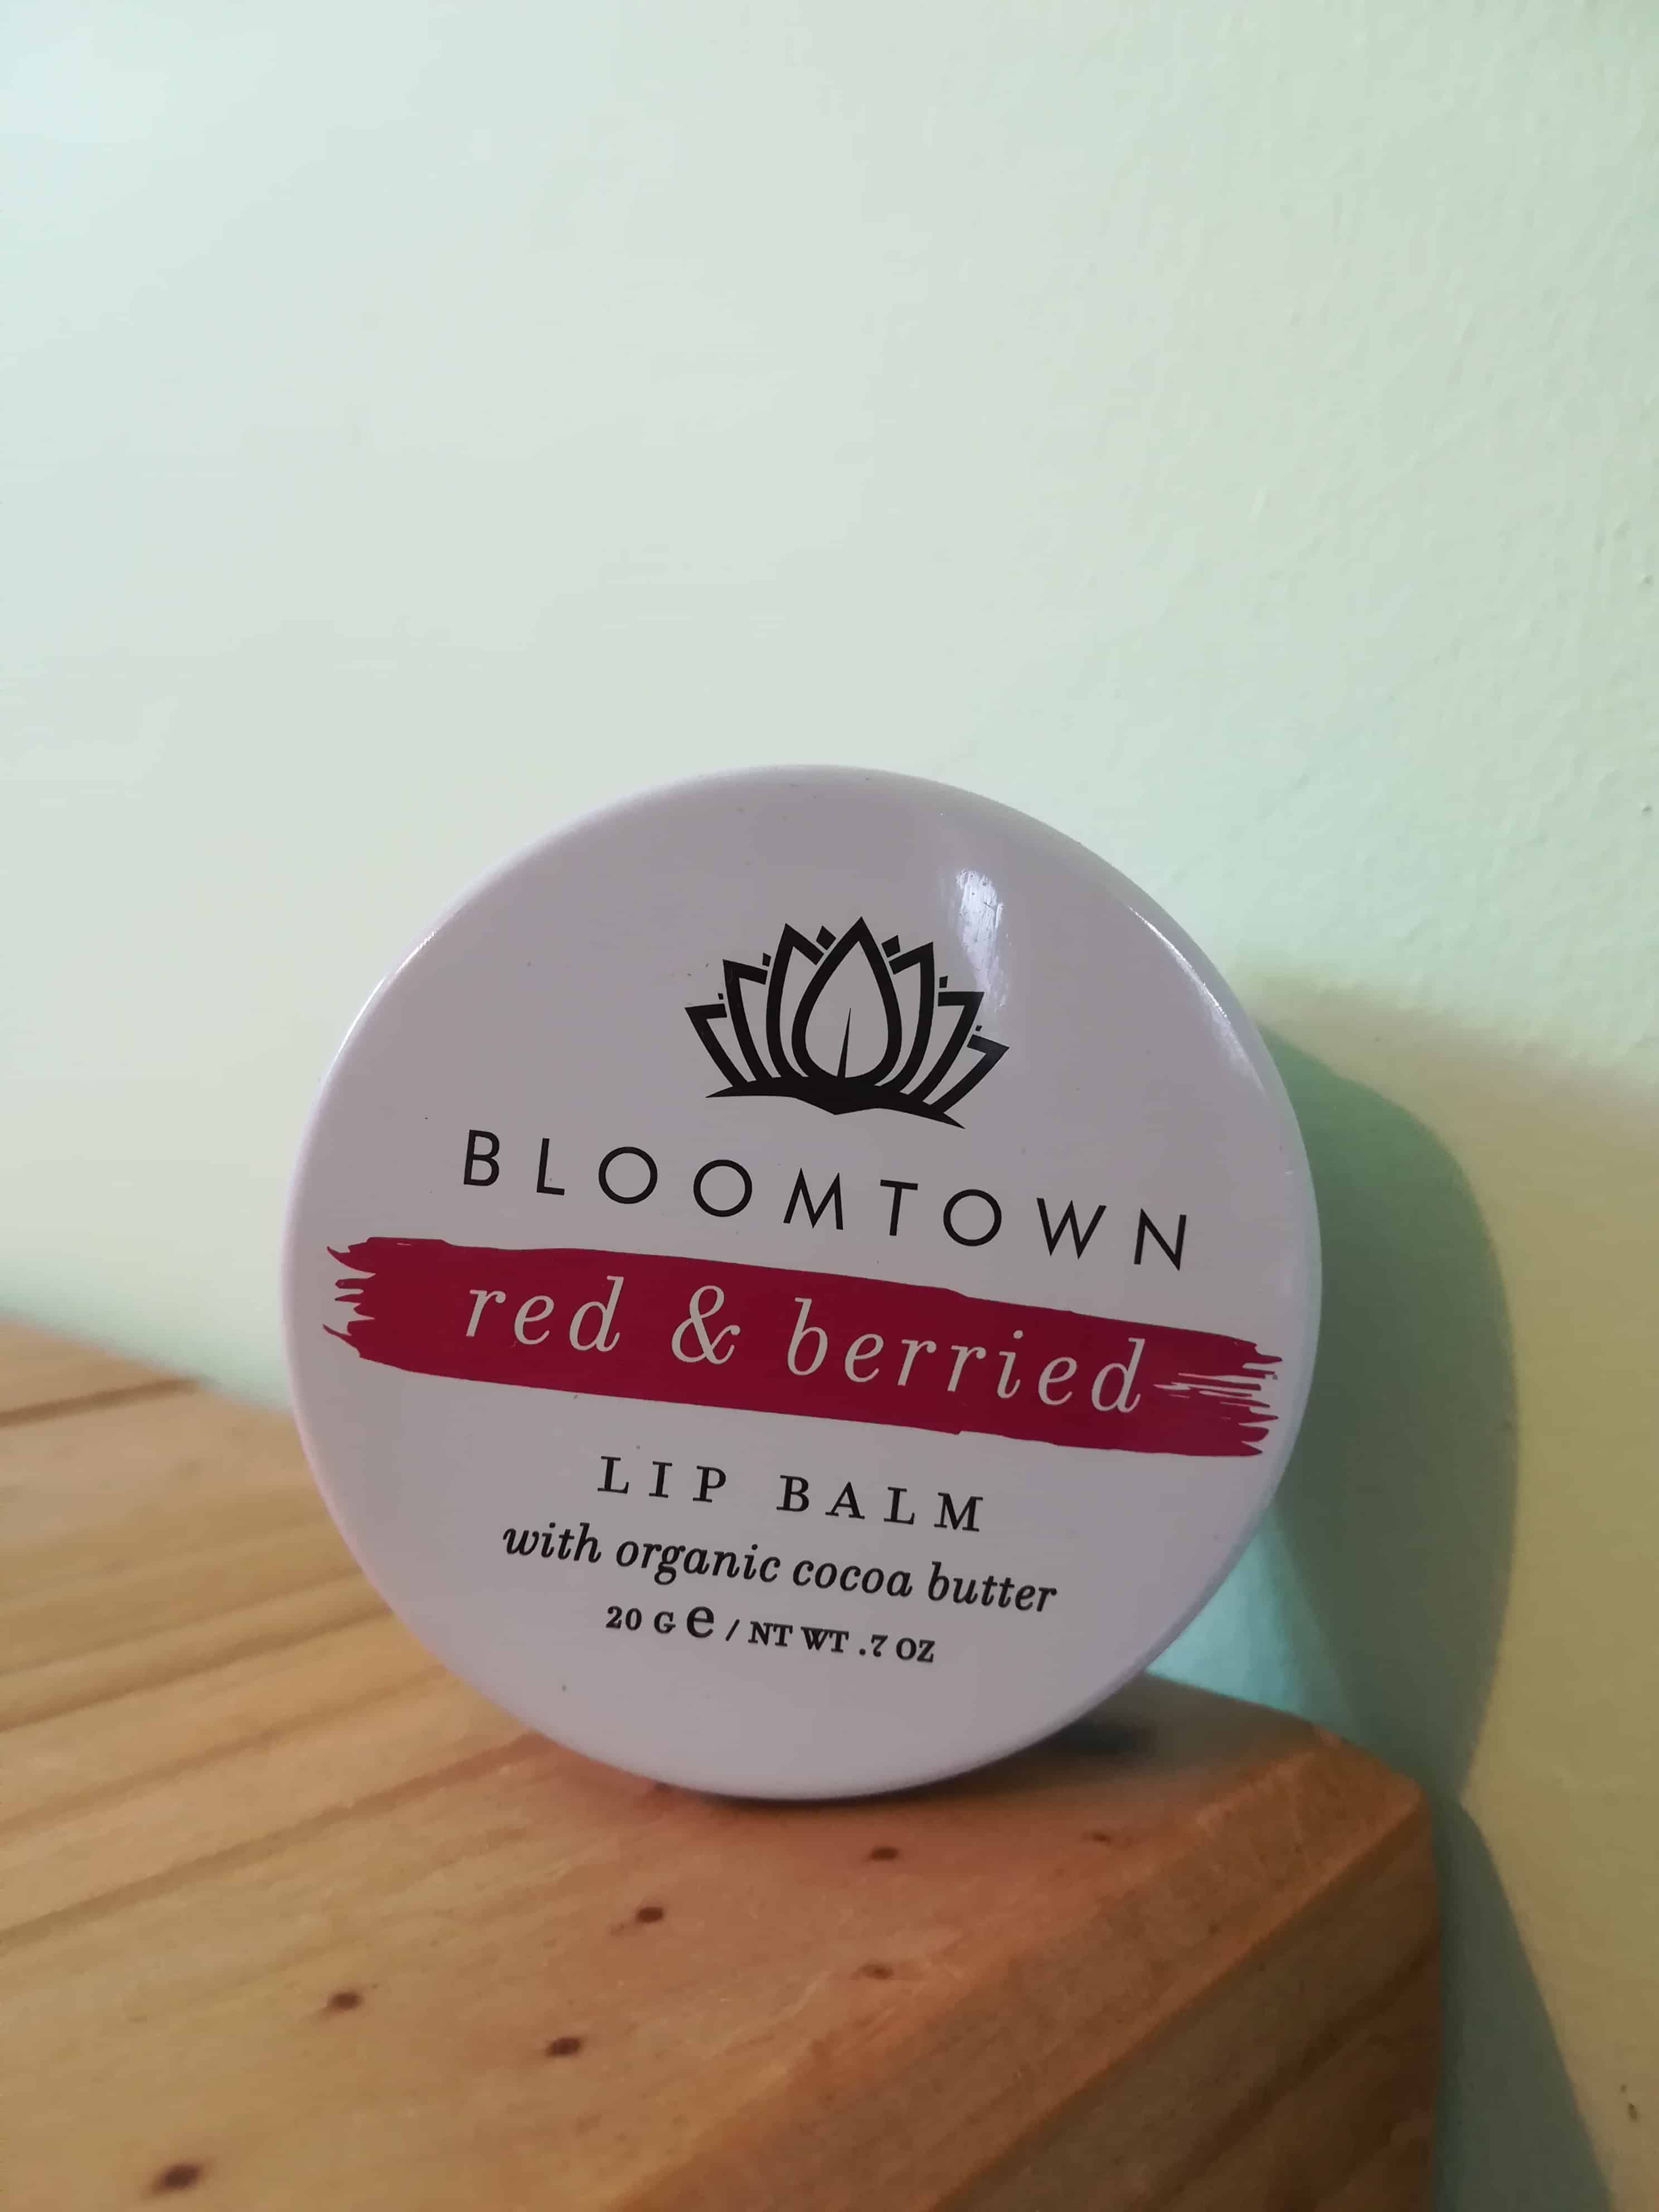 BLOOMTOWN
red & berried
LIP BALM
with organic cocoa butter
20 G e / NT WT .7 OZ